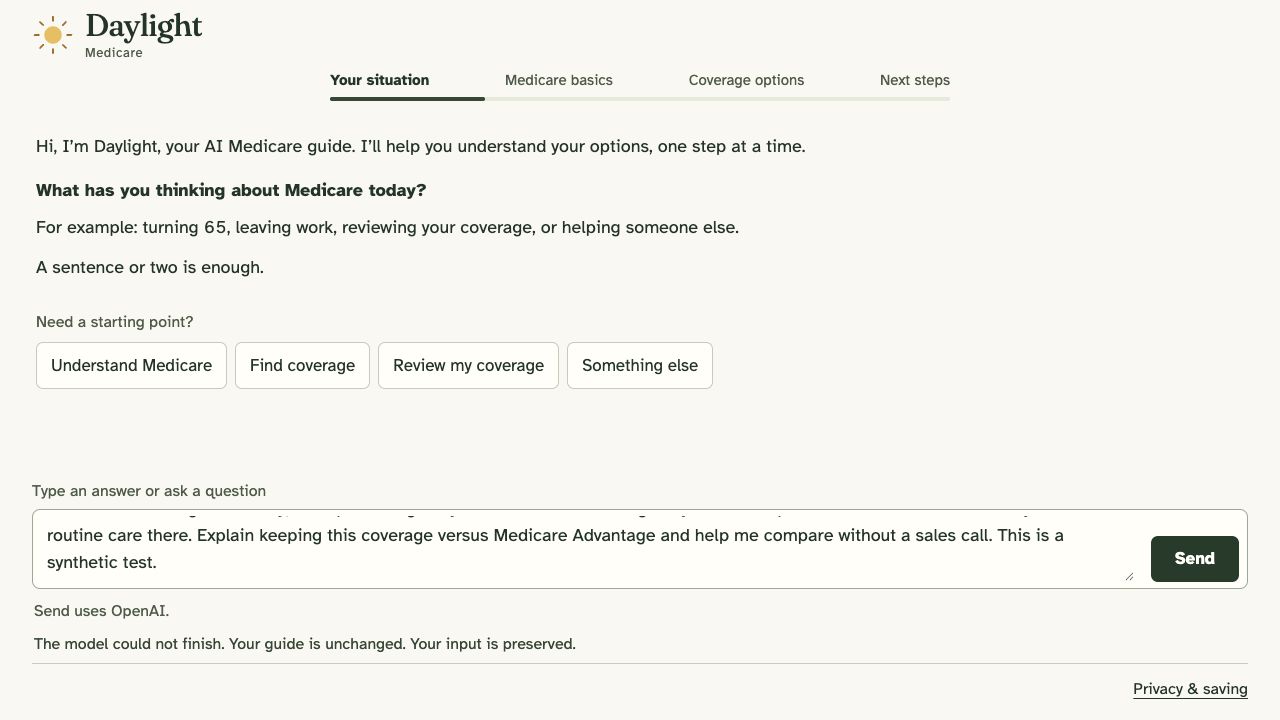 Daylight
Medicare
Your situation
Medicare basics
Coverage options
Next steps
Hi, I’m Daylight, your AI Medicare guide. I’ll help you understand your options, one step at a time.
What has you thinking about Medicare today?
For example: turning 65, leaving work, reviewing your coverage, or helping someone else.
A sentence or two is enough.
Need a starting point?
Understand Medicare
Find coverage
Review my coverage
Something else
Type an answer or ask a question
routine care there. Explain keeping this coverage versus Medicare Advantage and help me compare without a sales call. This is a
synthetic test.
Send
Send uses OpenAI.
The model could not finish. Your guide is unchanged. Your input is preserved.
Privacy & saving